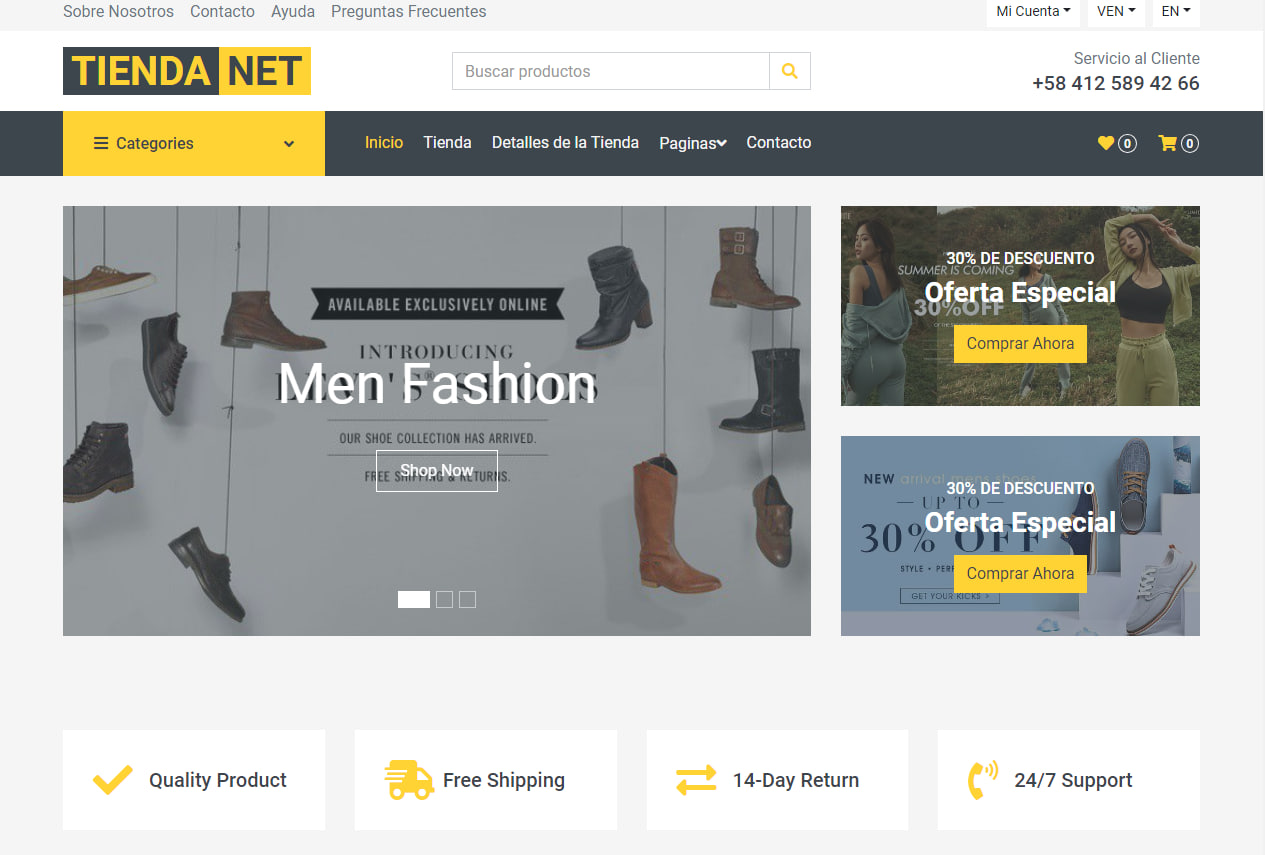 Sobre Nosotros Contacto Ayuda Preguntas Frecuentes Mi Cuenta VEN EN
TIENDA NET
Buscar productos
Servicio al Cliente
+58 412 589 42 66
Categories
Inicio Tienda Detalles de la Tienda Paginas Contacto 0 0
AVAILABLE EXCLUSIVELY ONLINE
INTRODUCING
Men Fashion
OUR SHOE COLLECTION HAS ARRIVED.
Shop Now
FREE SHIPPING & RETURNS.
30% DE DESCUENTO
SUMMER IS COMING
Oferta Especial
30%OFF
Comprar Ahora
NEW arrival mens shoes
30% DE DESCUENTO
UP TO
Oferta Especial
30% OFF
Comprar Ahora
GET YOUR KICKS >
Quality Product
Free Shipping
14-Day Return
24/7 Support